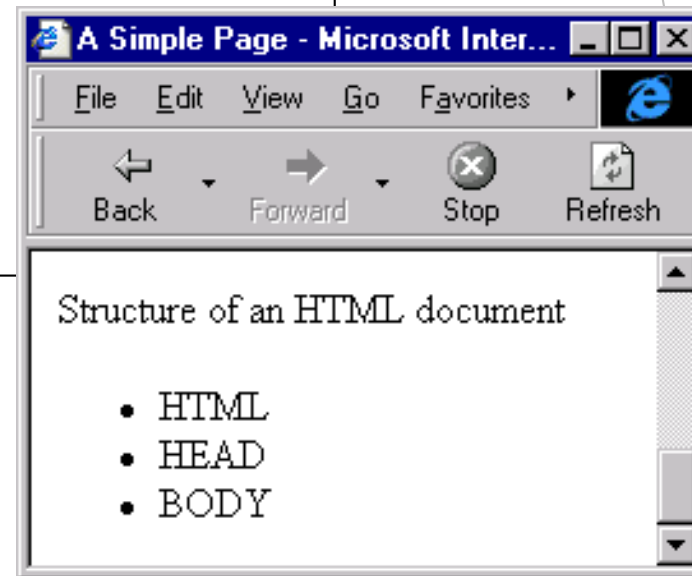 A Simple Page - Microsoft Inter...
File Edit View Go Favorites
Back Forward Stop Refresh
Structure of an HTML document
• HTML
• HEAD
• BODY